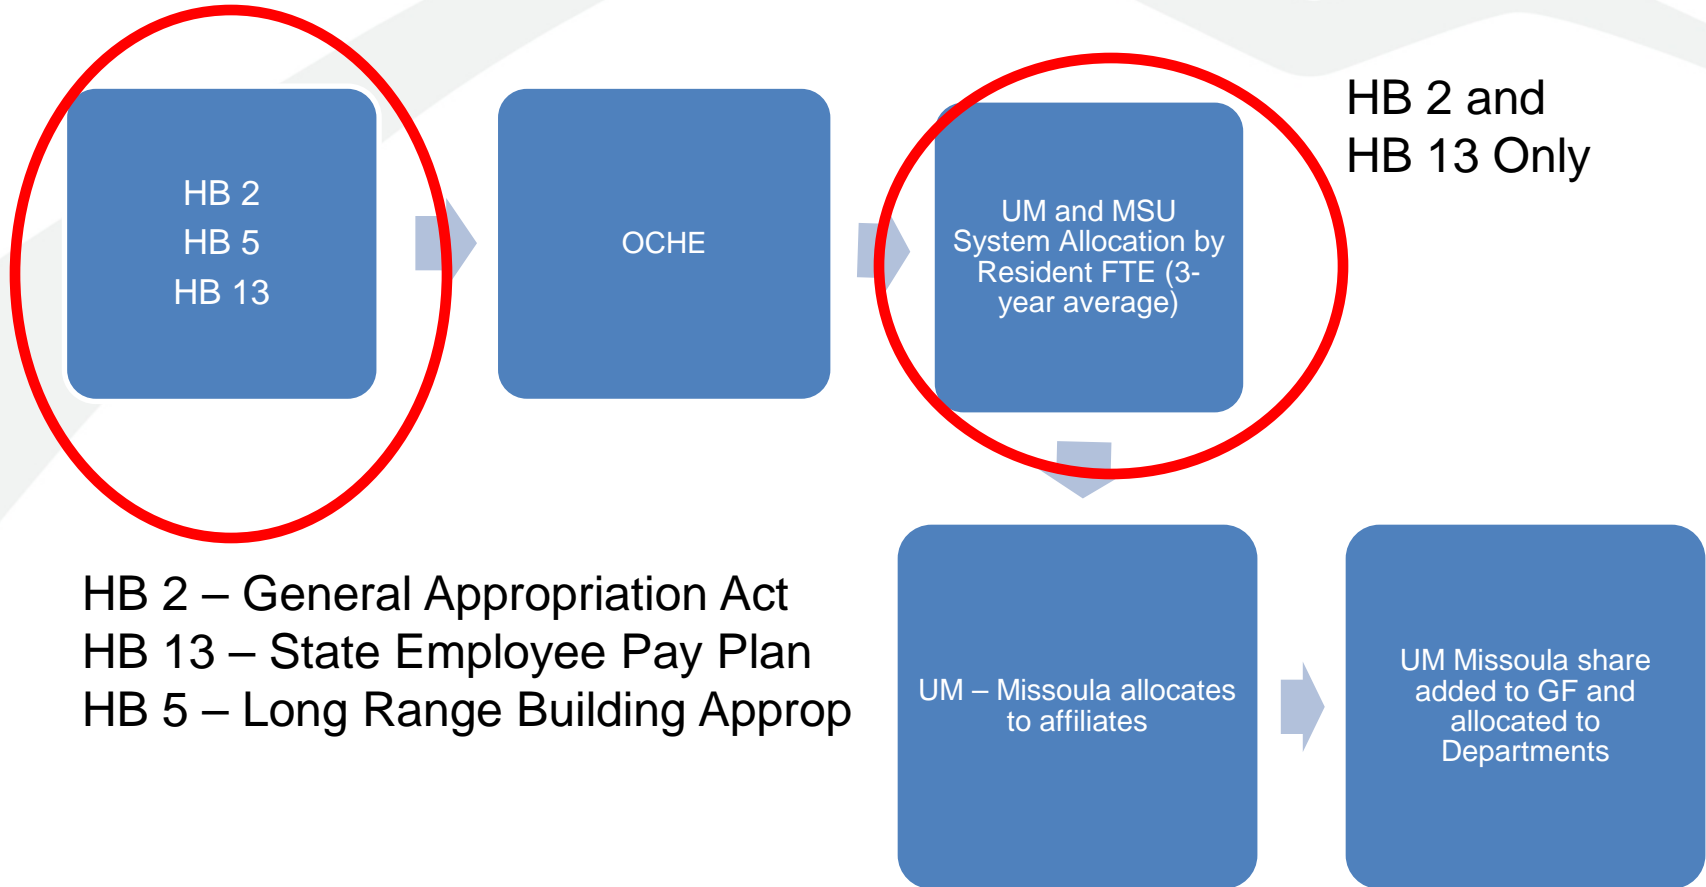 HB 2
HB 5
HB 13
OCHE
UM and MSU
System Allocation by
Resident FTE (3-
year average)
HB 2 and
HB 13 Only
HB 2 – General Appropriation Act
HB 13 – State Employee Pay Plan
HB 5 – Long Range Building Approp
UM – Missoula allocates
to affiliates
UM Missoula share
added to GF and
allocated to
Departments